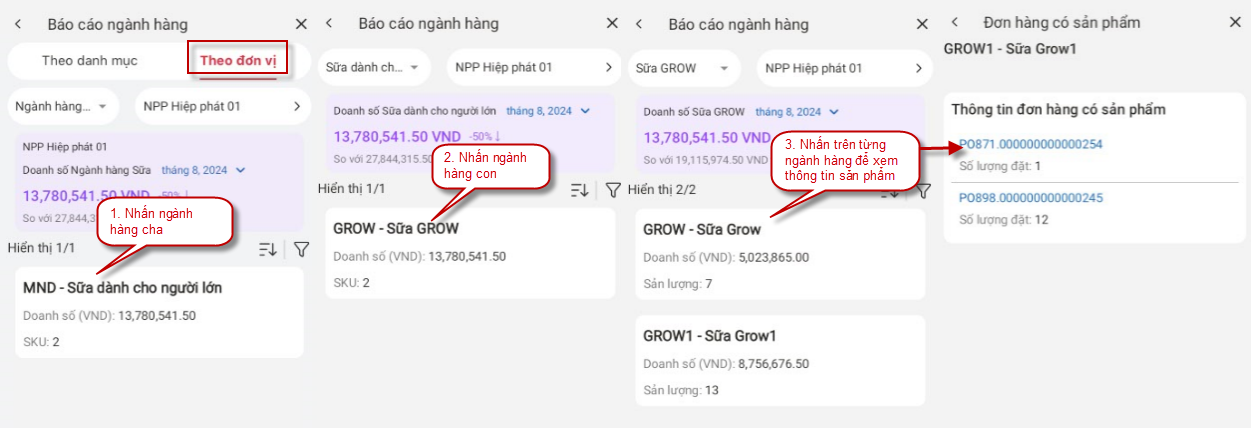 Báo cáo ngành hàng
Theo danh mục
Theo đơn vị
Ngành hàng...
NPP Hiệp phát 01
NPP Hiệp phát 01
Doanh số Ngành hàng Sữa tháng 8, 2024
13,780,541.50 VND -50%↓
So với 27,844,3
1. Nhấn ngành
hàng cha
Hiển thị 1/1
MND - Sữa dành cho người lớn
Doanh số (VND): 13,780,541.50
SKU: 2
Báo cáo ngành hàng
Sữa dành ch...
NPP Hiệp phát 01
Doanh số Sữa dành cho người lớn tháng 8, 2024
13,780,541.50 VND -50%↓
So với 27,844,315.50
2. Nhấn ngành
hàng con
Hiển thị 1/1
GROW - Sữa GROW
Doanh số (VND): 13,780,541.50
SKU: 2
Báo cáo ngành hàng
Sữa GROW
NPP Hiệp phát 01
Doanh số Sữa GROW tháng 8, 2024
13,780,541.50 VND
So với 19,115,974.50 VND
3. Nhấn trên từng
ngành hàng để xem
thông tin sản phẩm
Hiển thị 2/2
GROW - Sữa Grow
Doanh số (VND): 5,023,865.00
Sản lượng: 7
GROW1 - Sữa Grow1
Doanh số (VND): 8,756,676.50
Sản lượng: 13
Đơn hàng có sản phẩm
GROW1 - Sữa Grow1
Thông tin đơn hàng có sản phẩm
PO871.000000000000254
Số lượng đặt: 1
PO898.000000000000245
Số lượng đặt: 12